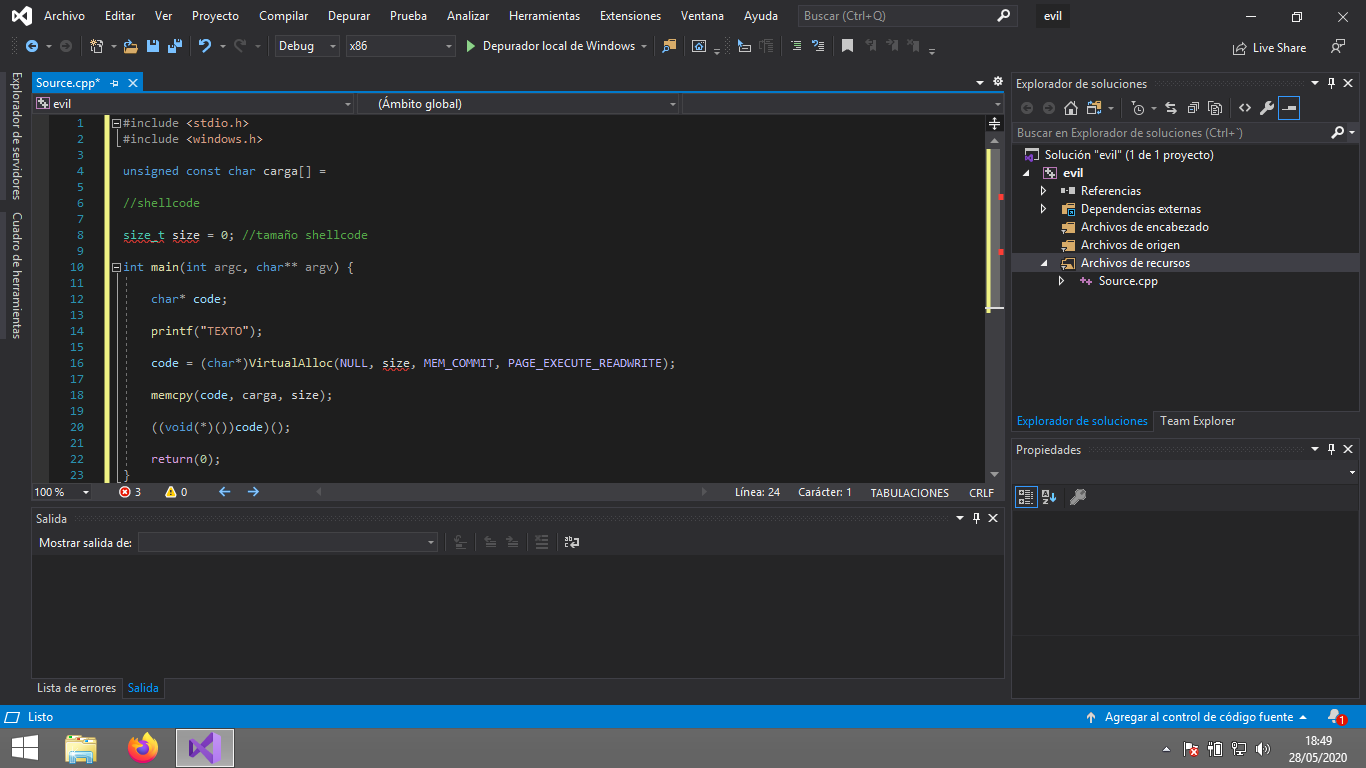 Archivo Editar Ver Proyecto Compilar Depurar Prueba Analizar Herramientas Extensiones Ventana Ayuda Buscar (Ctrl+Q) evil
Debug x86 Depurador local de Windows Live Share
Explorador de servidores
Cuadro de herramientas
Source.cpp*
evil (Ámbito global)
1 #include <stdio.h>
2 #include <windows.h>
3
4 unsigned const char carga[] =
5
6 //shellcode
7
8 size_t size = 0; //tamaño shellcode
9
10 int main(int argc, char** argv) {
11
12 char* code;
13
14 printf("TEXTO");
15
16 code = (char*)VirtualAlloc(NULL, size, MEM_COMMIT, PAGE_EXECUTE_READWRITE);
17
18 memcpy(code, carga, size);
19
20 ((void(*)())code)();
21
22 return(0);
23 }
100 % 3 0 Línea: 24 Carácter: 1 TABULACIONES CRLF
Salida
Mostrar salida de:
Lista de errores Salida
Explorador de soluciones
Buscar en Explorador de soluciones (Ctrl+¨)
Solución "evil" (1 de 1 proyecto)
evil
Referencias
Dependencias externas
Archivos de encabezado
Archivos de origen
Archivos de recursos
Source.cpp
Explorador de soluciones Team Explorer
Propiedades
Listo Agregar al control de código fuente 1
18:49
28/05/2020